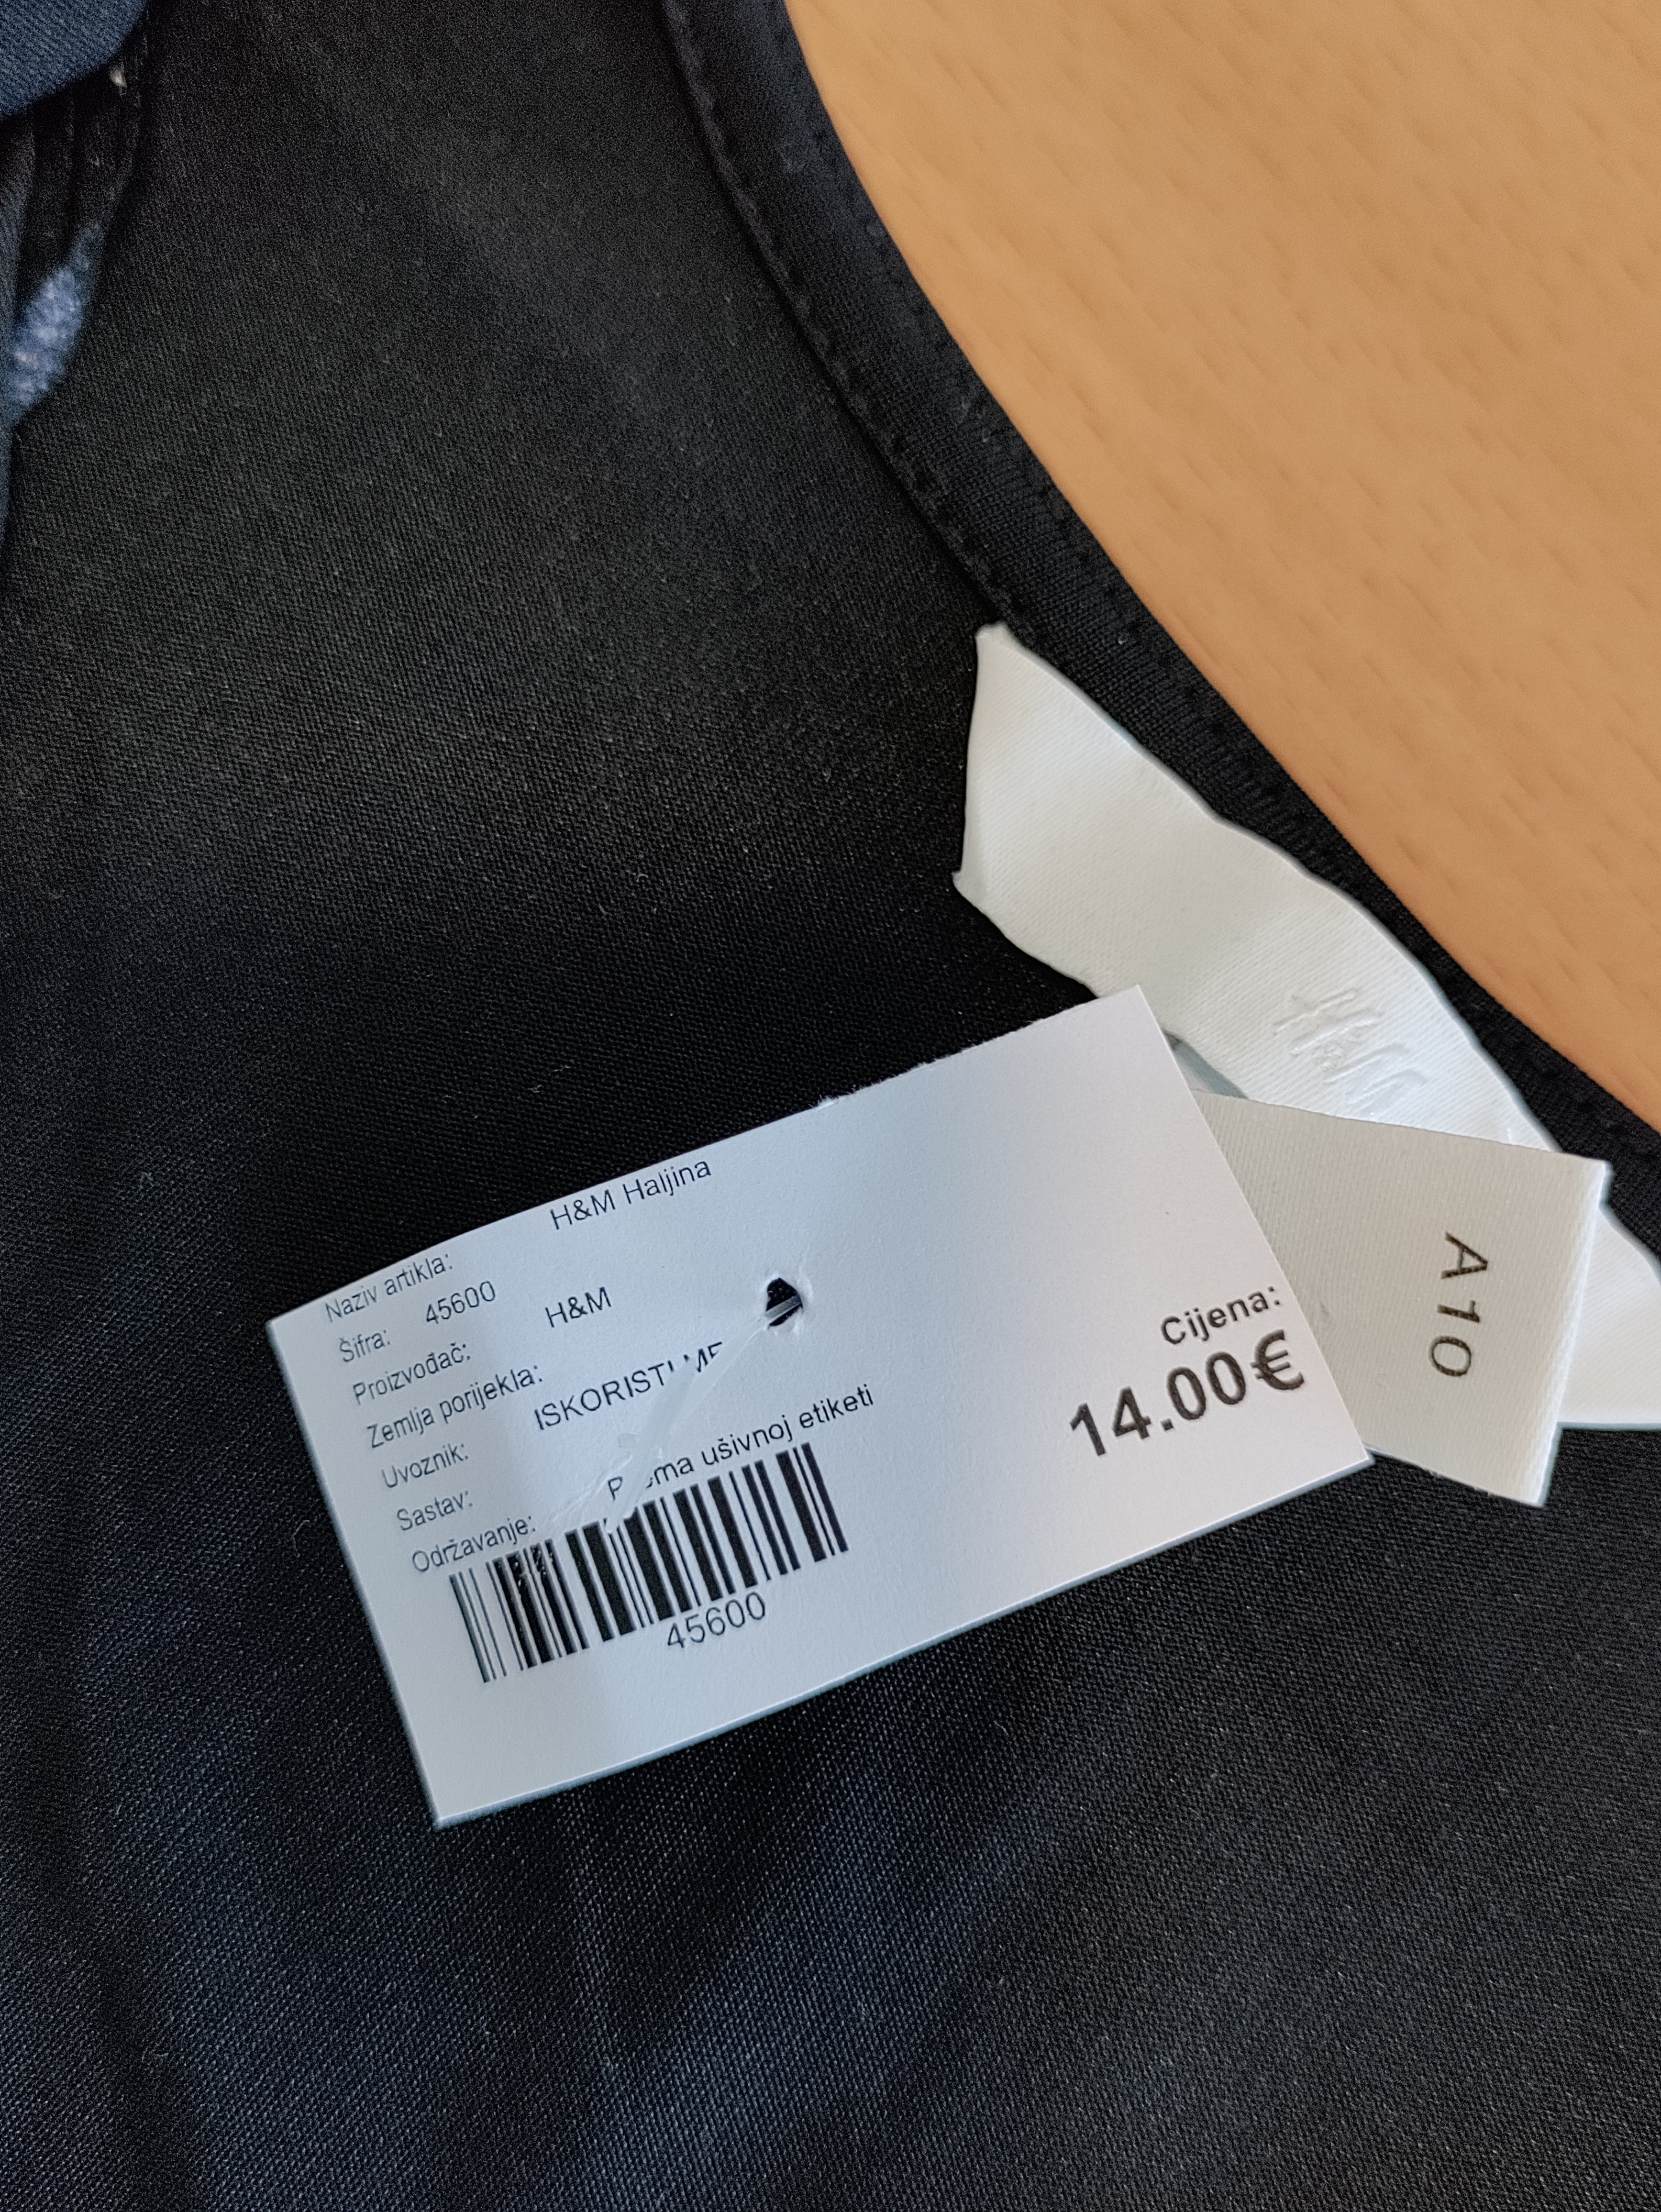 Naziv artikla: H&M Haljina
Šifra: 45600
Proizvođač: H&M
Zemlja porijekla:
Uvoznik: ISKORISTI ME
Sastav:
Održavanje: ušivnoj etiketi
45600
Cijena:
14.00€
H&M
A10